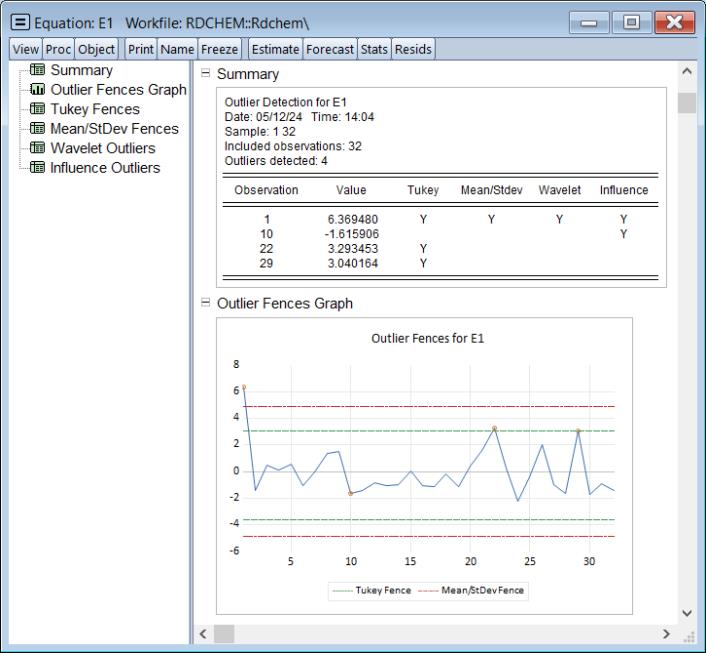 Equation: E1 Workfile: RDCHEM::Rdchem\
View Proc Object Print Name Freeze Estimate Forecast Stats Resids
Summary
Outlier Fences Graph
Tukey Fences
Mean/StDev Fences
Wavelet Outliers
Influence Outliers
Summary
Outlier Detection for E1
Date: 05/12/24 Time: 14:04
Sample: 1 32
Included observations: 32
Outliers detected: 4
Observation Value Tukey Mean/Stdev Wavelet Influence
1 6.369480 Y Y Y Y
10 -1.615906 Y
22 3.293453 Y
29 3.040164 Y
Outlier Fences Graph
Outlier Fences for E1
8
6
4
2
0
-2
-4
-6
5 10 15 20 25 30
Tukey Fence Mean/StDev Fence